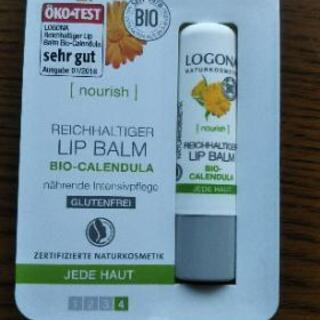 ÖKO-TEST
LOGONA
Reichhaltiger Lip
Balm Bio-Calendula
sehr gut
Ausgabe 01/2018
BIO
[ nourish ]
REICHHALTIGER
LIP BALM
BIO-CALENDULA
nährende Intensivpflege
GLUTENFREI
ZERTIFIZIERTE NATURKOSMETIK
JEDE HAUT
1 2 3 4
LOGONA
NATURKOSMETIK
[ nourish ]
REICHHALTIGER
LIP BALM
BIO-
CALENDULA
JEDE HAUT